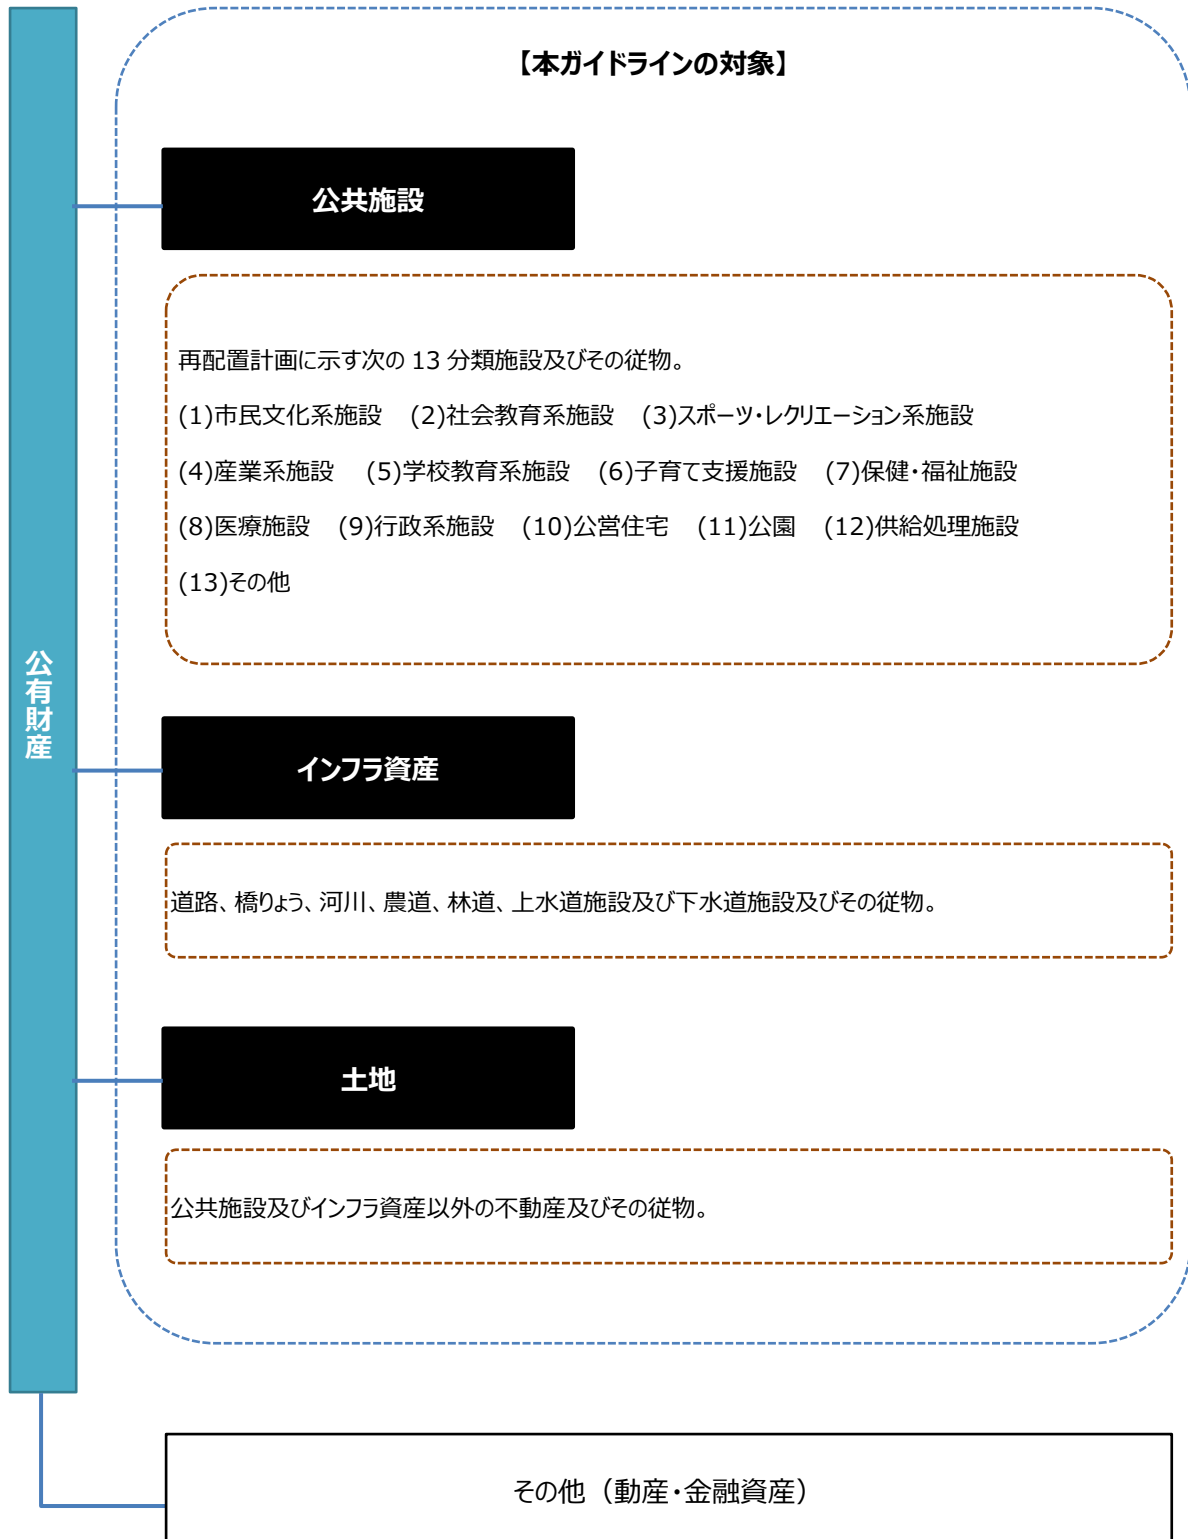 公有財産
【本ガイドラインの対象】
公共施設
再配置計画に示す次の 13 分類施設及びその従物。
(1)市民文化系施設 (2)社会教育系施設 (3)スポーツ・レクリエーション系施設
(4)産業系施設 (5)学校教育系施設 (6)子育て支援施設 (7)保健・福祉施設
(8)医療施設 (9)行政系施設 (10)公営住宅 (11)公園 (12)供給処理施設
(13)その他
インフラ資産
道路、橋りょう、河川、農道、林道、上水道施設及び下水道施設及びその従物。
土地
公共施設及びインフラ資産以外の不動産及びその従物。
その他（動産・金融資産）